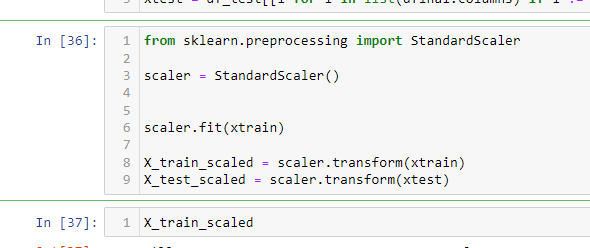 In [36]:
1 from sklearn.preprocessing import StandardScaler
2
3 scaler = StandardScaler()
4
5
6 scaler.fit(xtrain)
7
8 X_train_scaled = scaler.transform(xtrain)
9 X_test_scaled = scaler.transform(xtest)
In [37]:
1 X_train_scaled